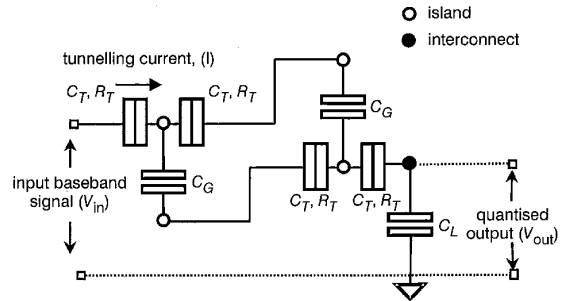 island
interconnect
tunnelling current, (I)
C_T, R_T
C_T, R_T
C_G
C_G
input baseband
signal (V_in)
C_T, R_T
C_T, R_T
C_L
quantised
output (V_out)